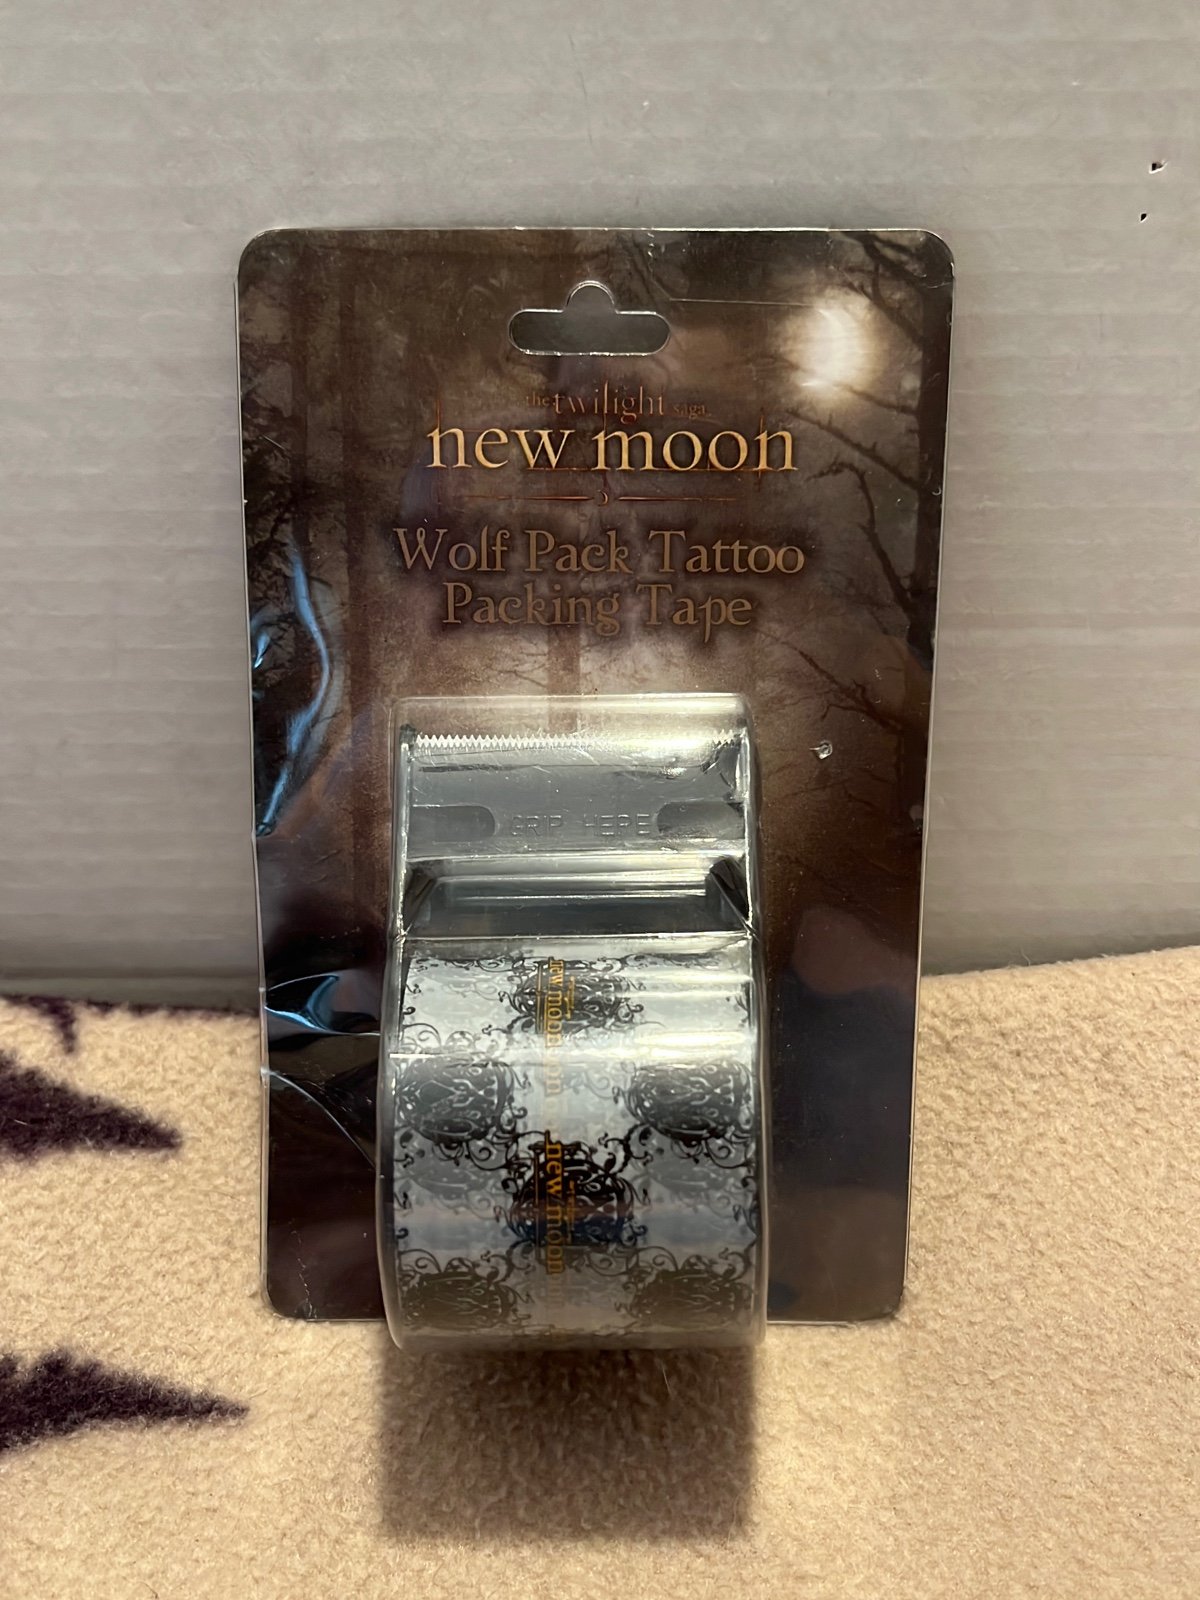 the twilight saga
new moon
Wolf Pack Tattoo
Packing Tape
GRIP HERE
new moon
new moon